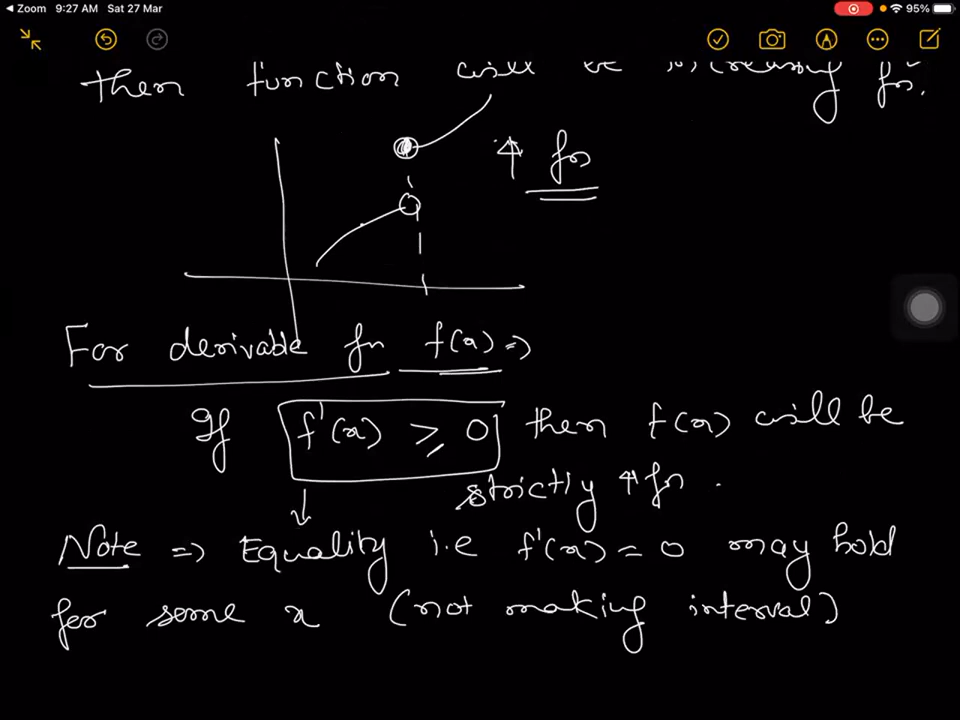 Zoom 9:27 AM Sat 27 Mar 95%
then function will be increasing fn.
↑ fn
For derivable fn f(x) =>
If f'(x) ≥ 0 then f(x) will be
strictly ↑ fn .
Note => Equality i.e f'(x) = 0 may hold
for some x (not making interval)